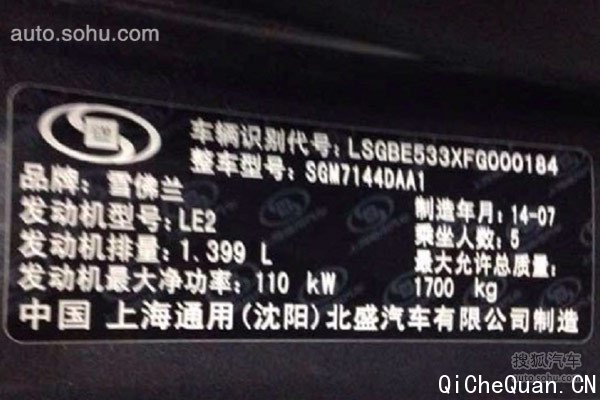 auto.sohu.com
车辆识别代号: LSGBE533XFG000184
整车型号: SGM7144DAA1
品牌: 雪佛兰
制造年月: 14-07
发动机型号: LE2
乘坐人数: 5
发动机排量: 1.399 L
最大允许总质量:
发动机最大净功率: 110 kW
1700 kg
中国 上海通用(沈阳)北盛汽车有限公司制造
搜狐汽车
auto.sohu.com
QiCheQuan.CN